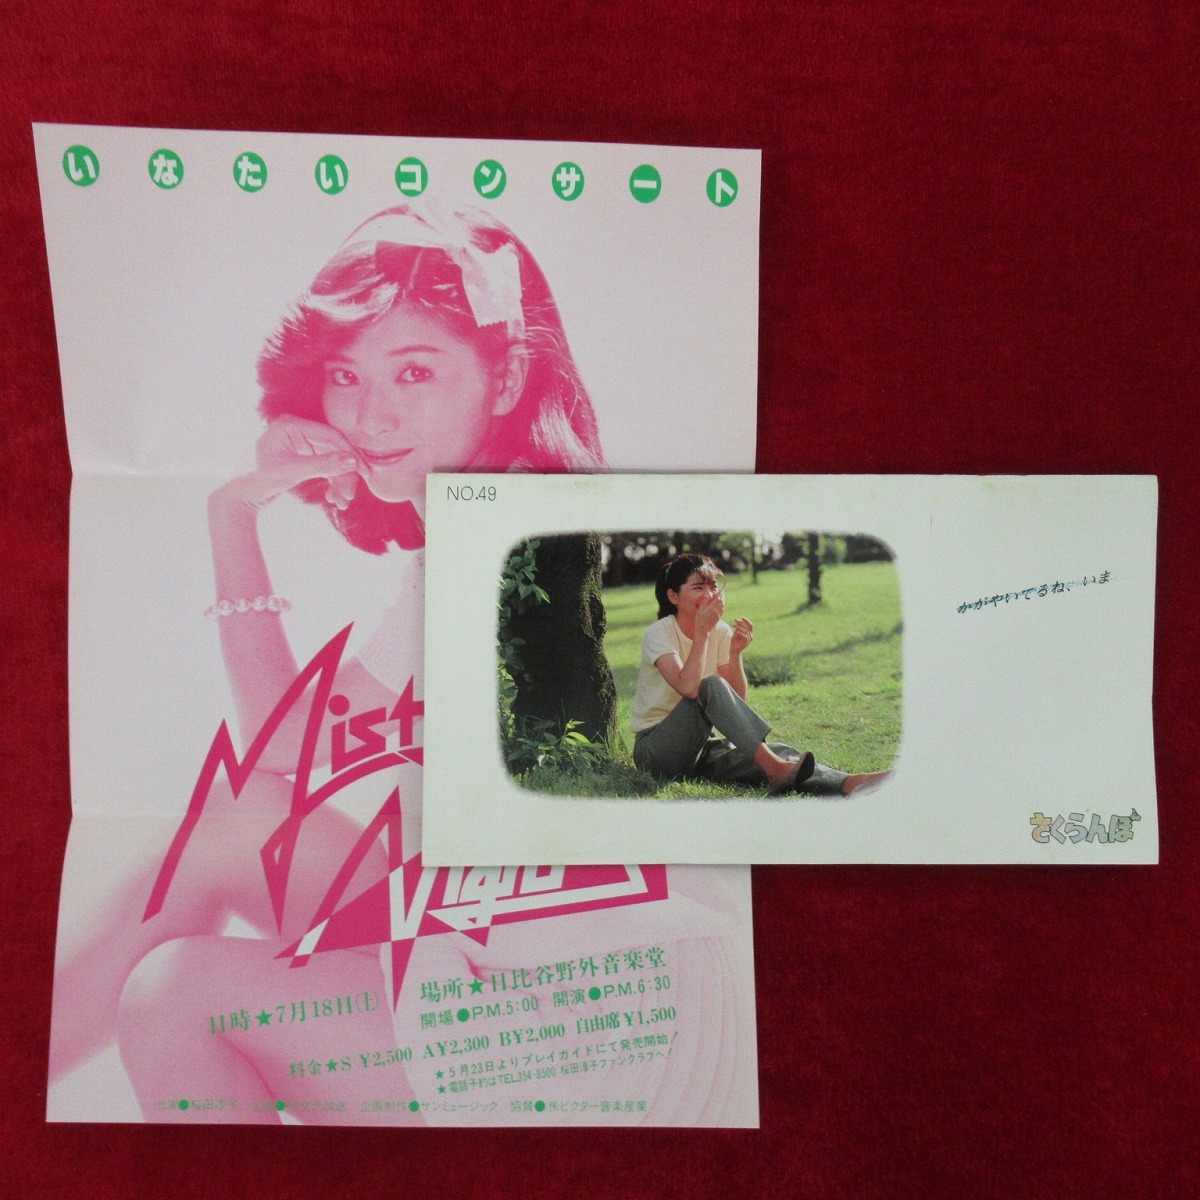 いなたいコンサート
NO.49
かがやいてるね、いま
さくらんぼ
日時★7月18日(土)
場所★日比谷野外音楽堂
開場●P.M.5:00 開演●P.M.6:30
料金★S ¥2,500 A¥2,300 B¥2,000 自由席¥1,500
★5月23日よりプレイガイドにて発売開始!
★電話予約はTEL354-8500 桜田淳子ファンクラブへ!
出演●桜田淳子 企画制作●サンミュージック 協賛●㈱ビクター音楽産業